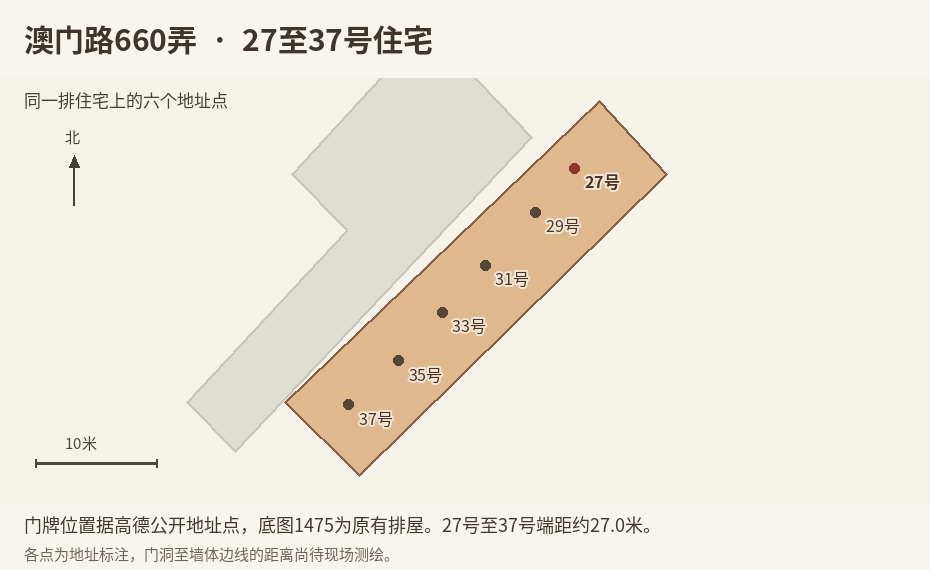 澳门路660弄 · 27至37号住宅
同一排住宅上的六个地址点
北
27号
29号
31号
33号
35号
37号
10米
门牌位置据高德公开地址点，底图1475为原有排屋。27号至37号端距约27.0米。
各点为地址标注，门洞至墙体边线的距离尚待现场测绘。